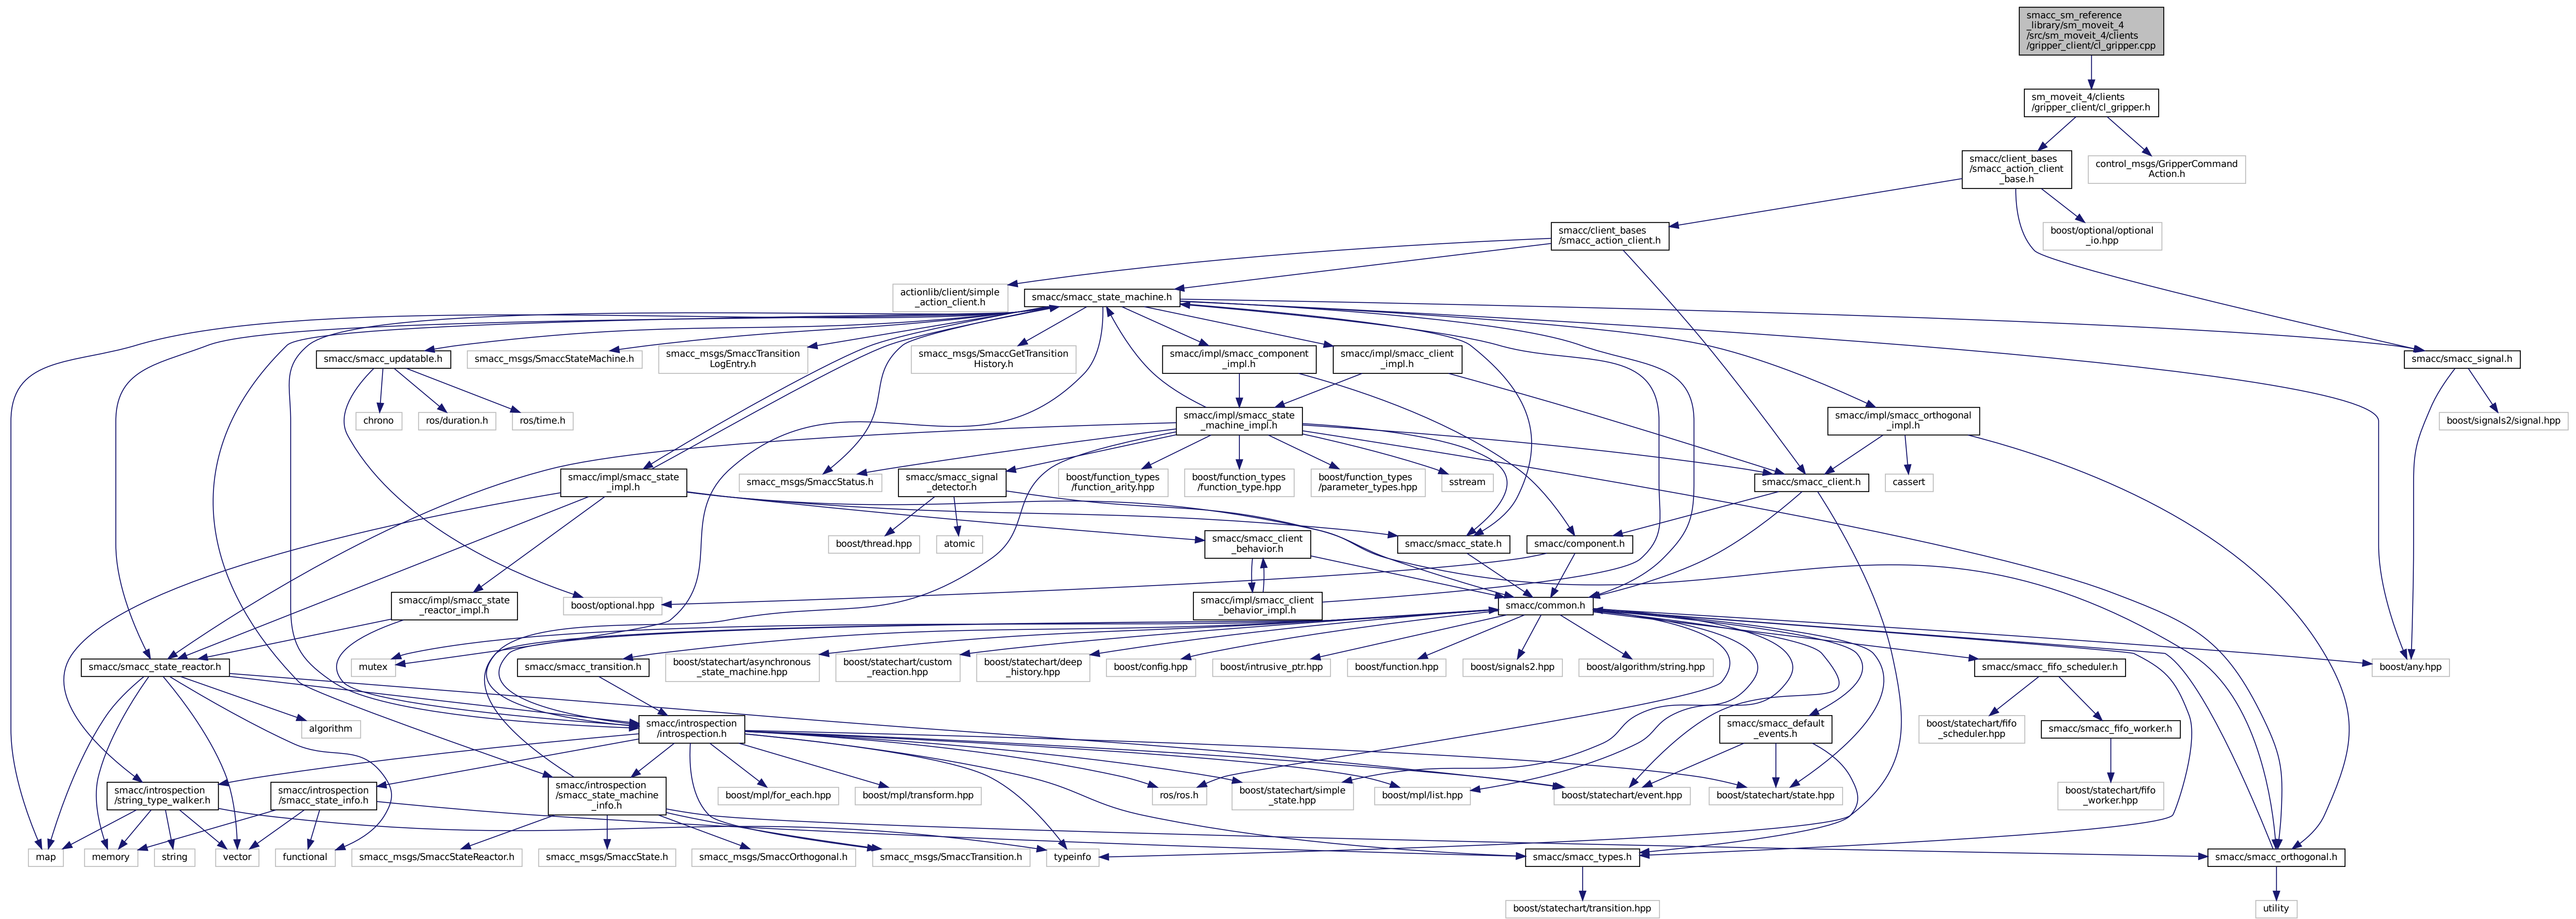 smacc_sm_reference
_library/sm_moveit_4
/src/sm_moveit_4/clients
/gripper_client/cl_gripper.cpp
sm_moveit_4/clients
/gripper_client/cl_gripper.h
smacc/client_bases
/smacc_action_client
_base.h
control_msgs/GripperCommand
Action.h
smacc/client_bases
/smacc_action_client.h
boost/optional/optional
_io.hpp
actionlib/client/simple
_action_client.h
smacc/smacc_state_machine.h
smacc/smacc_updatable.h
smacc_msgs/SmaccStateMachine.h
smacc_msgs/SmaccTransition
LogEntry.h
smacc_msgs/SmaccGetTransition
History.h
smacc/impl/smacc_component
_impl.h
smacc/impl/smacc_client
_impl.h
smacc/smacc_signal.h
chrono
ros/duration.h
ros/time.h
smacc/impl/smacc_state
_machine_impl.h
smacc/impl/smacc_orthogonal
_impl.h
boost/signals2/signal.hpp
smacc/impl/smacc_state
_impl.h
smacc_msgs/SmaccStatus.h
smacc/smacc_signal
_detector.h
boost/function_types
/function_arity.hpp
boost/function_types
/function_type.hpp
boost/function_types
/parameter_types.hpp
sstream
smacc/smacc_client.h
cassert
boost/thread.hpp
atomic
smacc/smacc_client
_behavior.h
smacc/smacc_state.h
smacc/component.h
smacc/impl/smacc_state
_reactor_impl.h
boost/optional.hpp
smacc/impl/smacc_client
_behavior_impl.h
smacc/common.h
smacc/smacc_state_reactor.h
mutex
smacc/smacc_transition.h
boost/statechart/asynchronous
_state_machine.hpp
boost/statechart/custom
_reaction.hpp
boost/statechart/deep
_history.hpp
boost/config.hpp
boost/intrusive_ptr.hpp
boost/function.hpp
boost/signals2.hpp
boost/algorithm/string.hpp
smacc/smacc_fifo_scheduler.h
boost/any.hpp
algorithm
smacc/introspection
/introspection.h
smacc/smacc_default
_events.h
boost/statechart/fifo
_scheduler.hpp
smacc/smacc_fifo_worker.h
smacc/introspection
/string_type_walker.h
smacc/introspection
/smacc_state_info.h
smacc/introspection
/smacc_state_machine
_info.h
boost/mpl/for_each.hpp
boost/mpl/transform.hpp
ros/ros.h
boost/statechart/simple
_state.hpp
boost/mpl/list.hpp
boost/statechart/event.hpp
boost/statechart/state.hpp
boost/statechart/fifo
_worker.hpp
map
memory
string
vector
functional
smacc_msgs/SmaccStateReactor.h
smacc_msgs/SmaccState.h
smacc_msgs/SmaccOrthogonal.h
smacc_msgs/SmaccTransition.h
typeinfo
smacc/smacc_types.h
smacc/smacc_orthogonal.h
boost/statechart/transition.hpp
utility